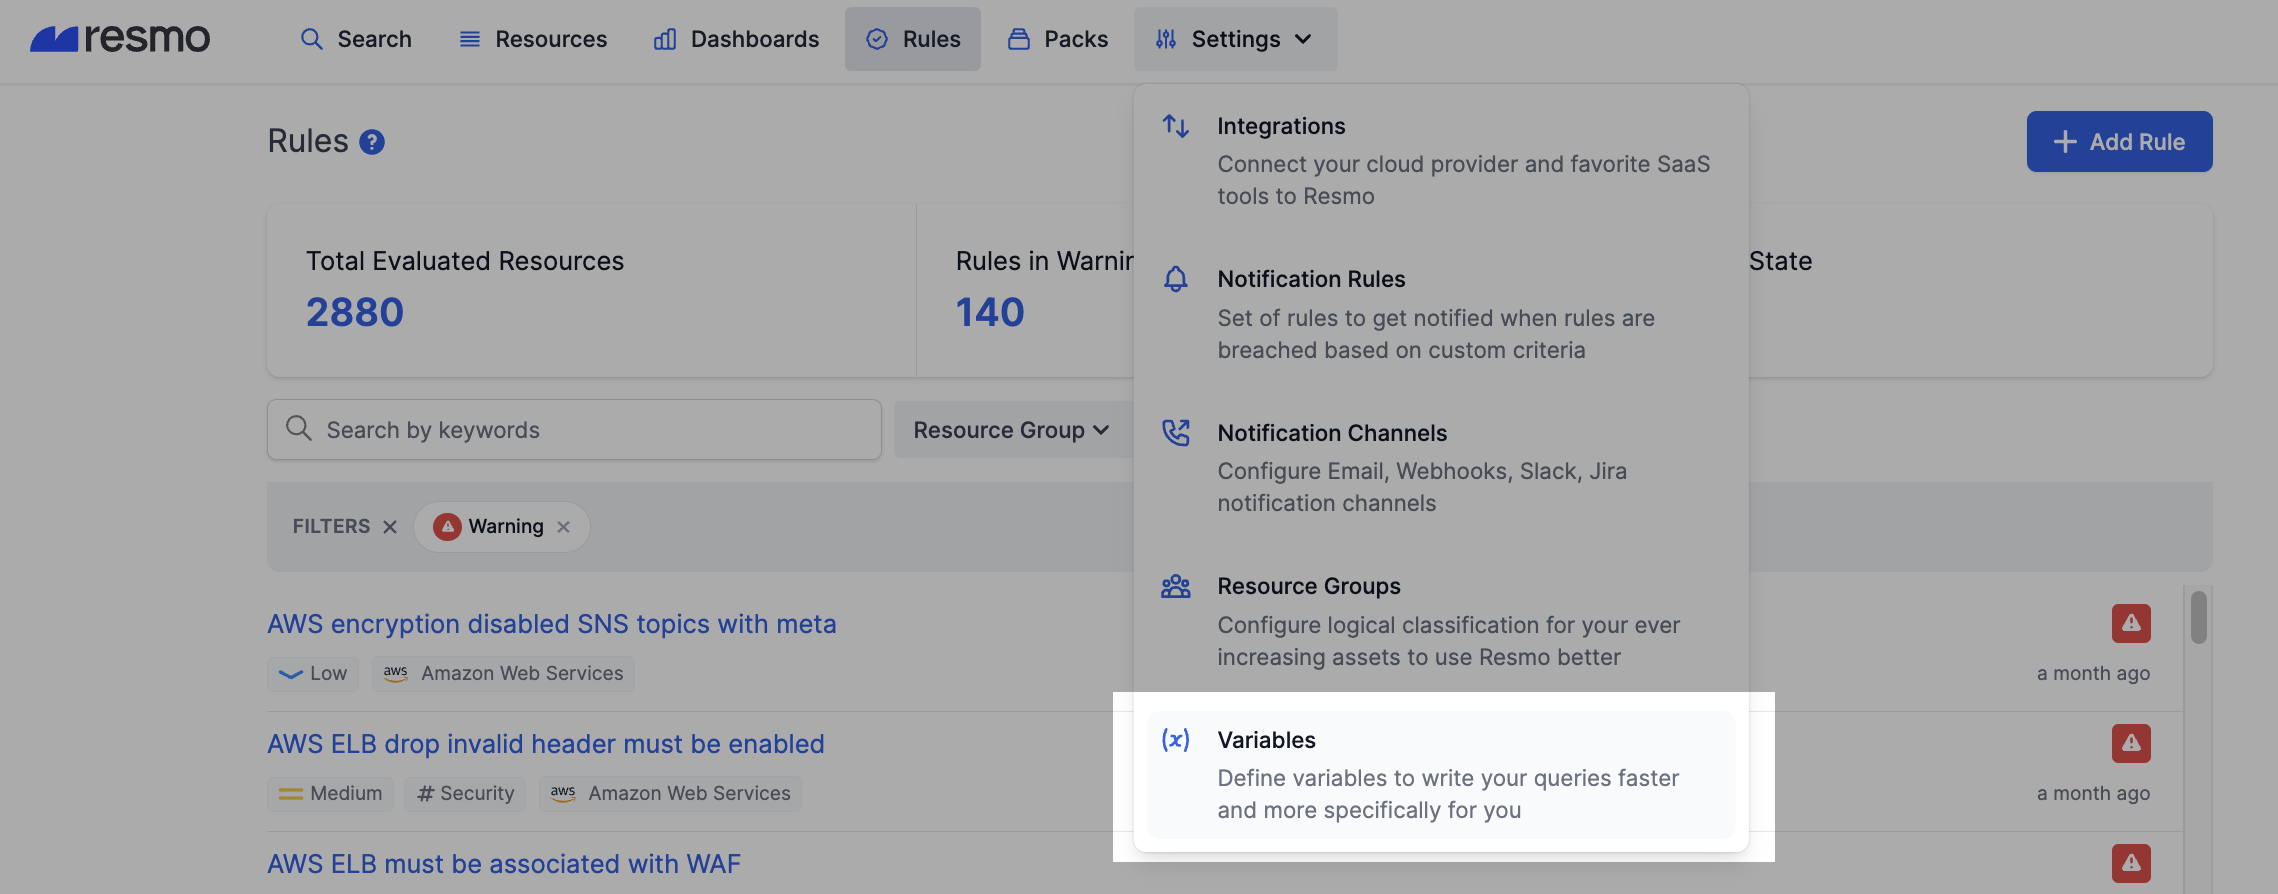 resmo
Search
Resources
Dashboards
Rules
Packs
Settings
Rules ?
Add Rule
Total Evaluated Resources
2880
Rules in Warnin
140
State
Search by keywords
Resource Group
FILTERS
Warning
AWS encryption disabled SNS topics with meta
Low
aws
Amazon Web Services
a month ago
AWS ELB drop invalid header must be enabled
Medium
# Security
aws
Amazon Web Services
a month ago
AWS ELB must be associated with WAF
Integrations
Connect your cloud provider and favorite SaaS
tools to Resmo
Notification Rules
Set of rules to get notified when rules are
breached based on custom criteria
Notification Channels
Configure Email, Webhooks, Slack, Jira
notification channels
Resource Groups
Configure logical classification for your ever
increasing assets to use Resmo better
(x) Variables
Define variables to write your queries faster
and more specifically for you